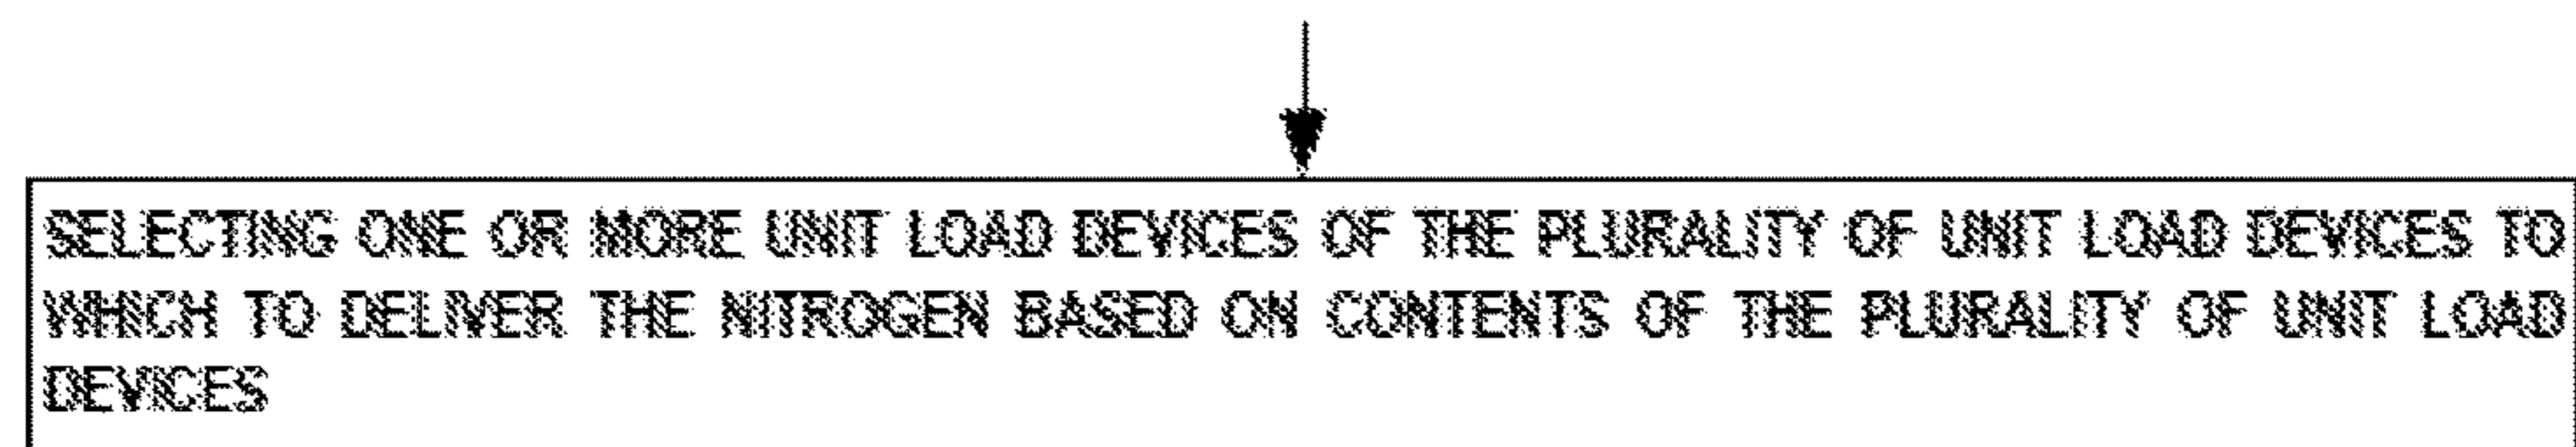 SELECTING ONE OR MORE UNIT LOAD DEVICES OF THE PLURALITY OF UNIT LOAD DEVICES TO
WHICH TO DELIVER THE NITROGEN BASED ON CONTENTS OF THE PLURALITY OF UNIT LOAD
DEVICES